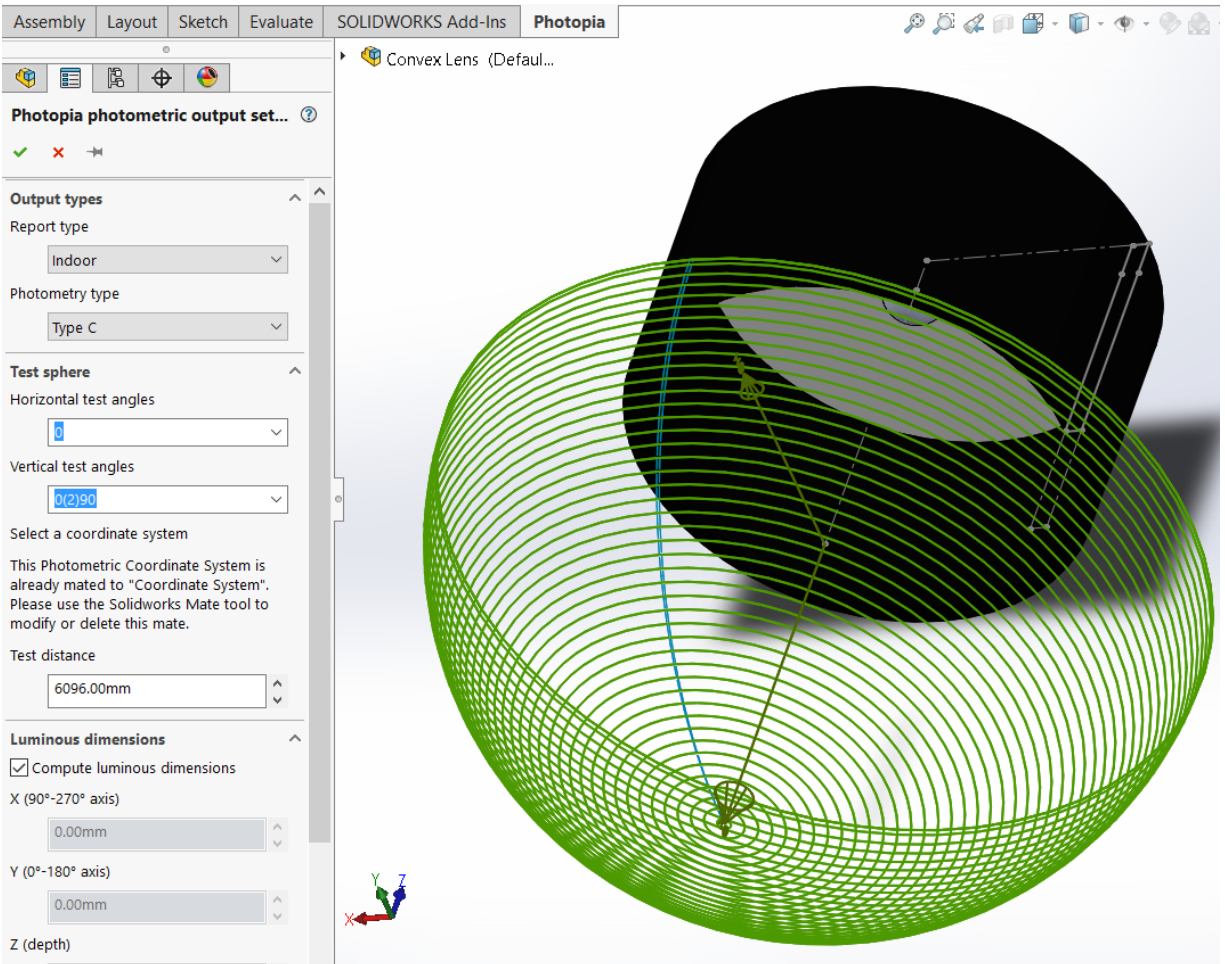 Assembly Layout Sketch Evaluate SOLIDWORKS Add-Ins Photopia
Convex Lens (Defaul...
Photopia photometric output set...
Output types
Report type
Indoor
Photometry type
Type C
Test sphere
Horizontal test angles
0
Vertical test angles
0(2)90
Select a coordinate system
This Photometric Coordinate System is
already mated to "Coordinate System".
Please use the Solidworks Mate tool to
modify or delete this mate.
Test distance
6096.00mm
Luminous dimensions
Compute luminous dimensions
X (90°-270° axis)
0.00mm
Y (0°-180° axis)
0.00mm
Z (depth)
Y Z
X